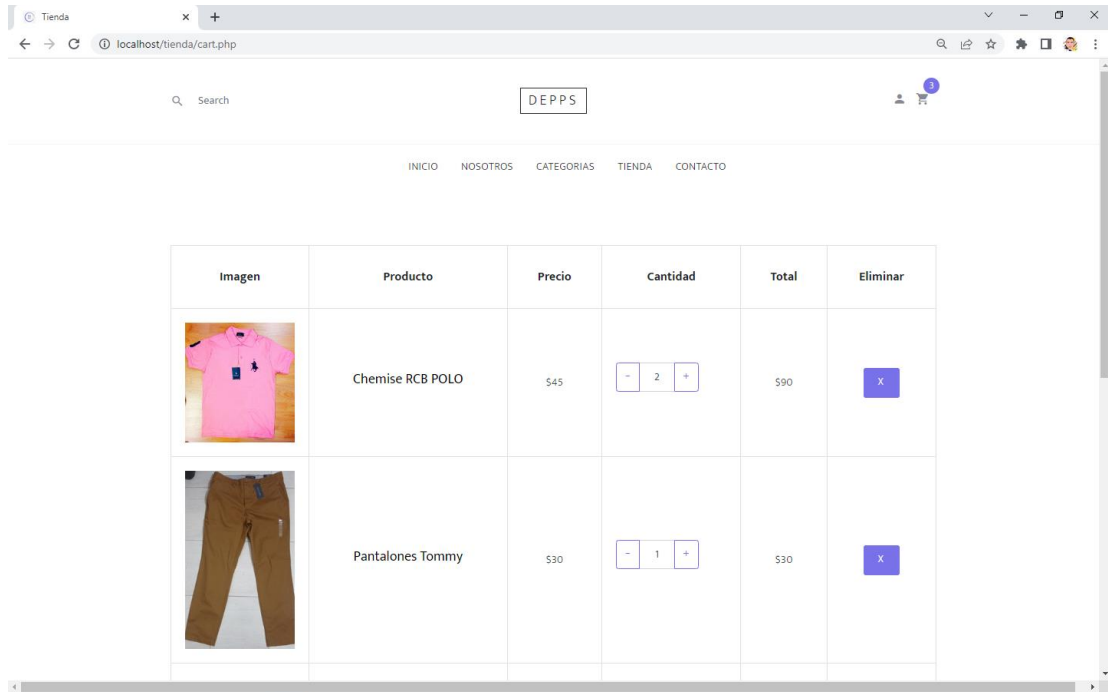 Tienda
localhost/tienda/cart.php
Search
DEPPS
3
INICIO NOSOTROS CATEGORIAS TIENDA CONTACTO
Imagen Producto Precio Cantidad Total Eliminar
Chemise RCB POLO $45 - 2 + $90 X
Pantalones Tommy $30 - 1 + $30 X